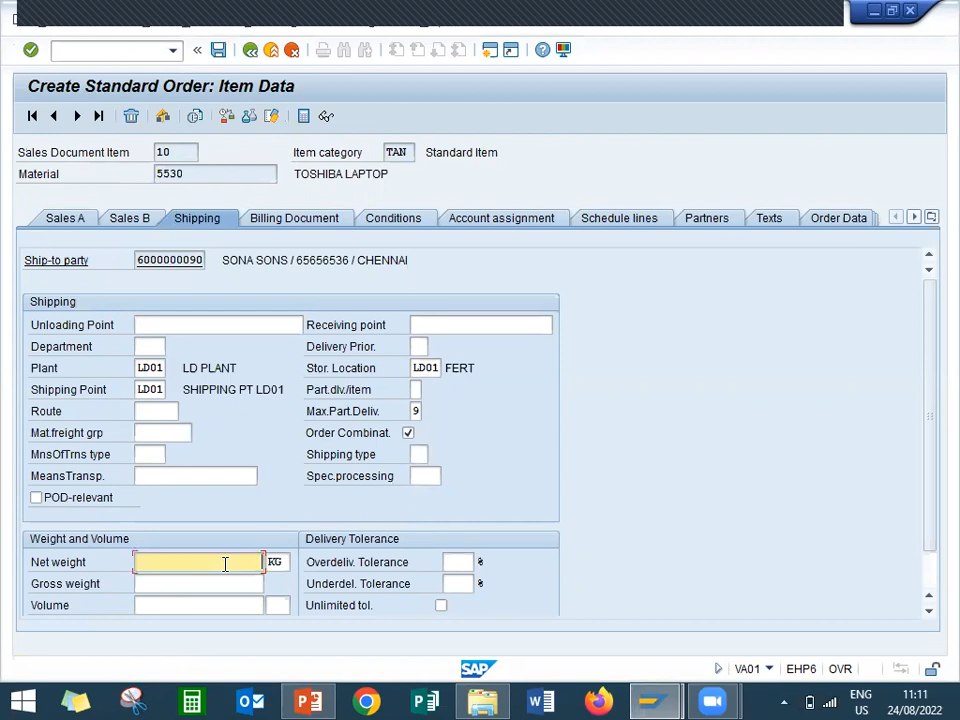 Create Standard Order: Item Data
Sales Document Item 10 Item category TAN Standard Item
Material 5530 TOSHIBA LAPTOP
Sales A Sales B Shipping Billing Document Conditions Account assignment Schedule lines Partners Texts Order Data
Ship-to party 6000000090 SONA SONS / 65656536 / CHENNAI
Shipping
Unloading Point Receiving point
Department Delivery Prior.
Plant LD01 LD PLANT Stor. Location LD01 FERT
Shipping Point LD01 SHIPPING PT LD01 Part.dlv./item
Route Max.Part.Deliv. 9
Mat.freight grp Order Combinat.
MnsOfTrns type Shipping type
MeansTransp. Spec.processing
POD-relevant
Weight and Volume Delivery Tolerance
Net weight KG Overdeliv. Tolerance %
Gross weight Underdel. Tolerance %
Volume Unlimited tol.
SAP VA01 EHP6 OVR
ENG 11:11
US 24/08/2022